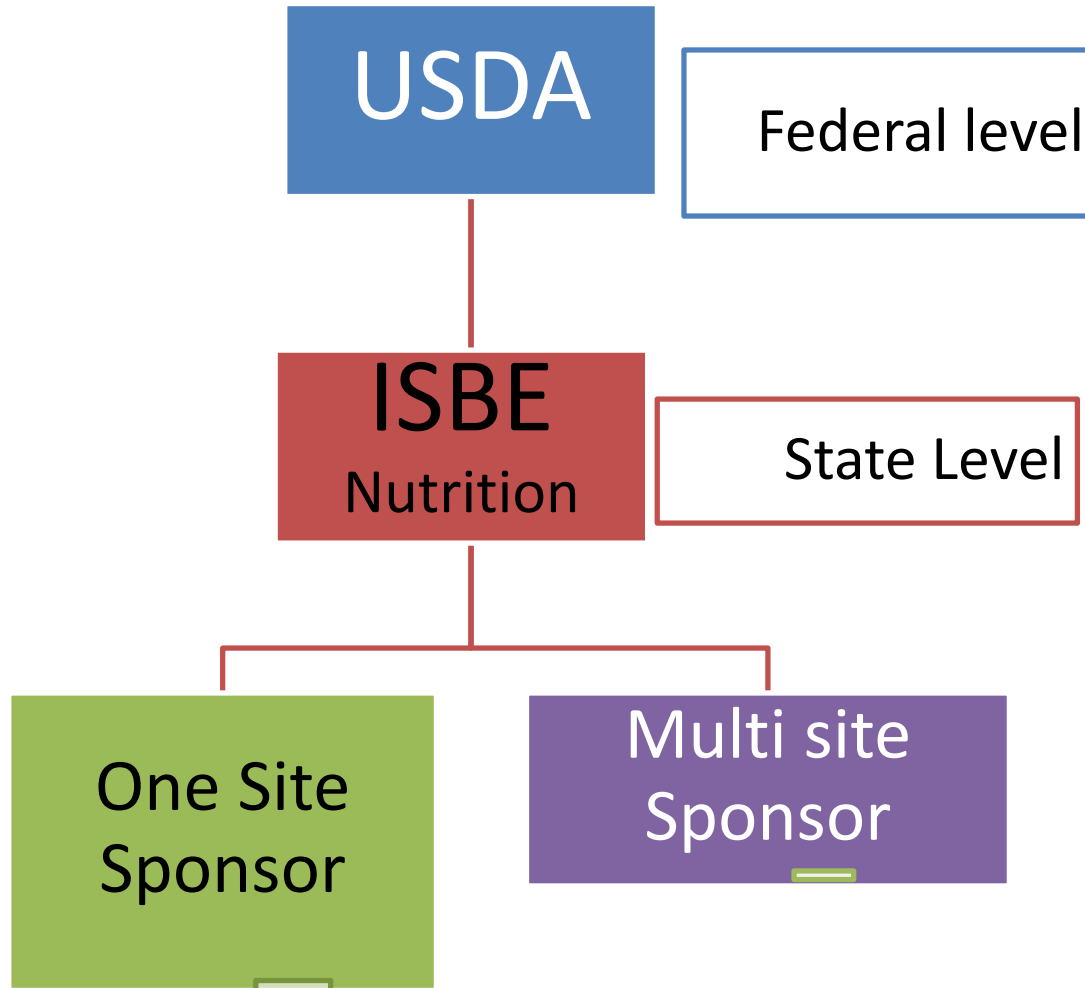 USDA
Federal level
ISBE
Nutrition
State Level
One Site
Sponsor
Multi site
Sponsor